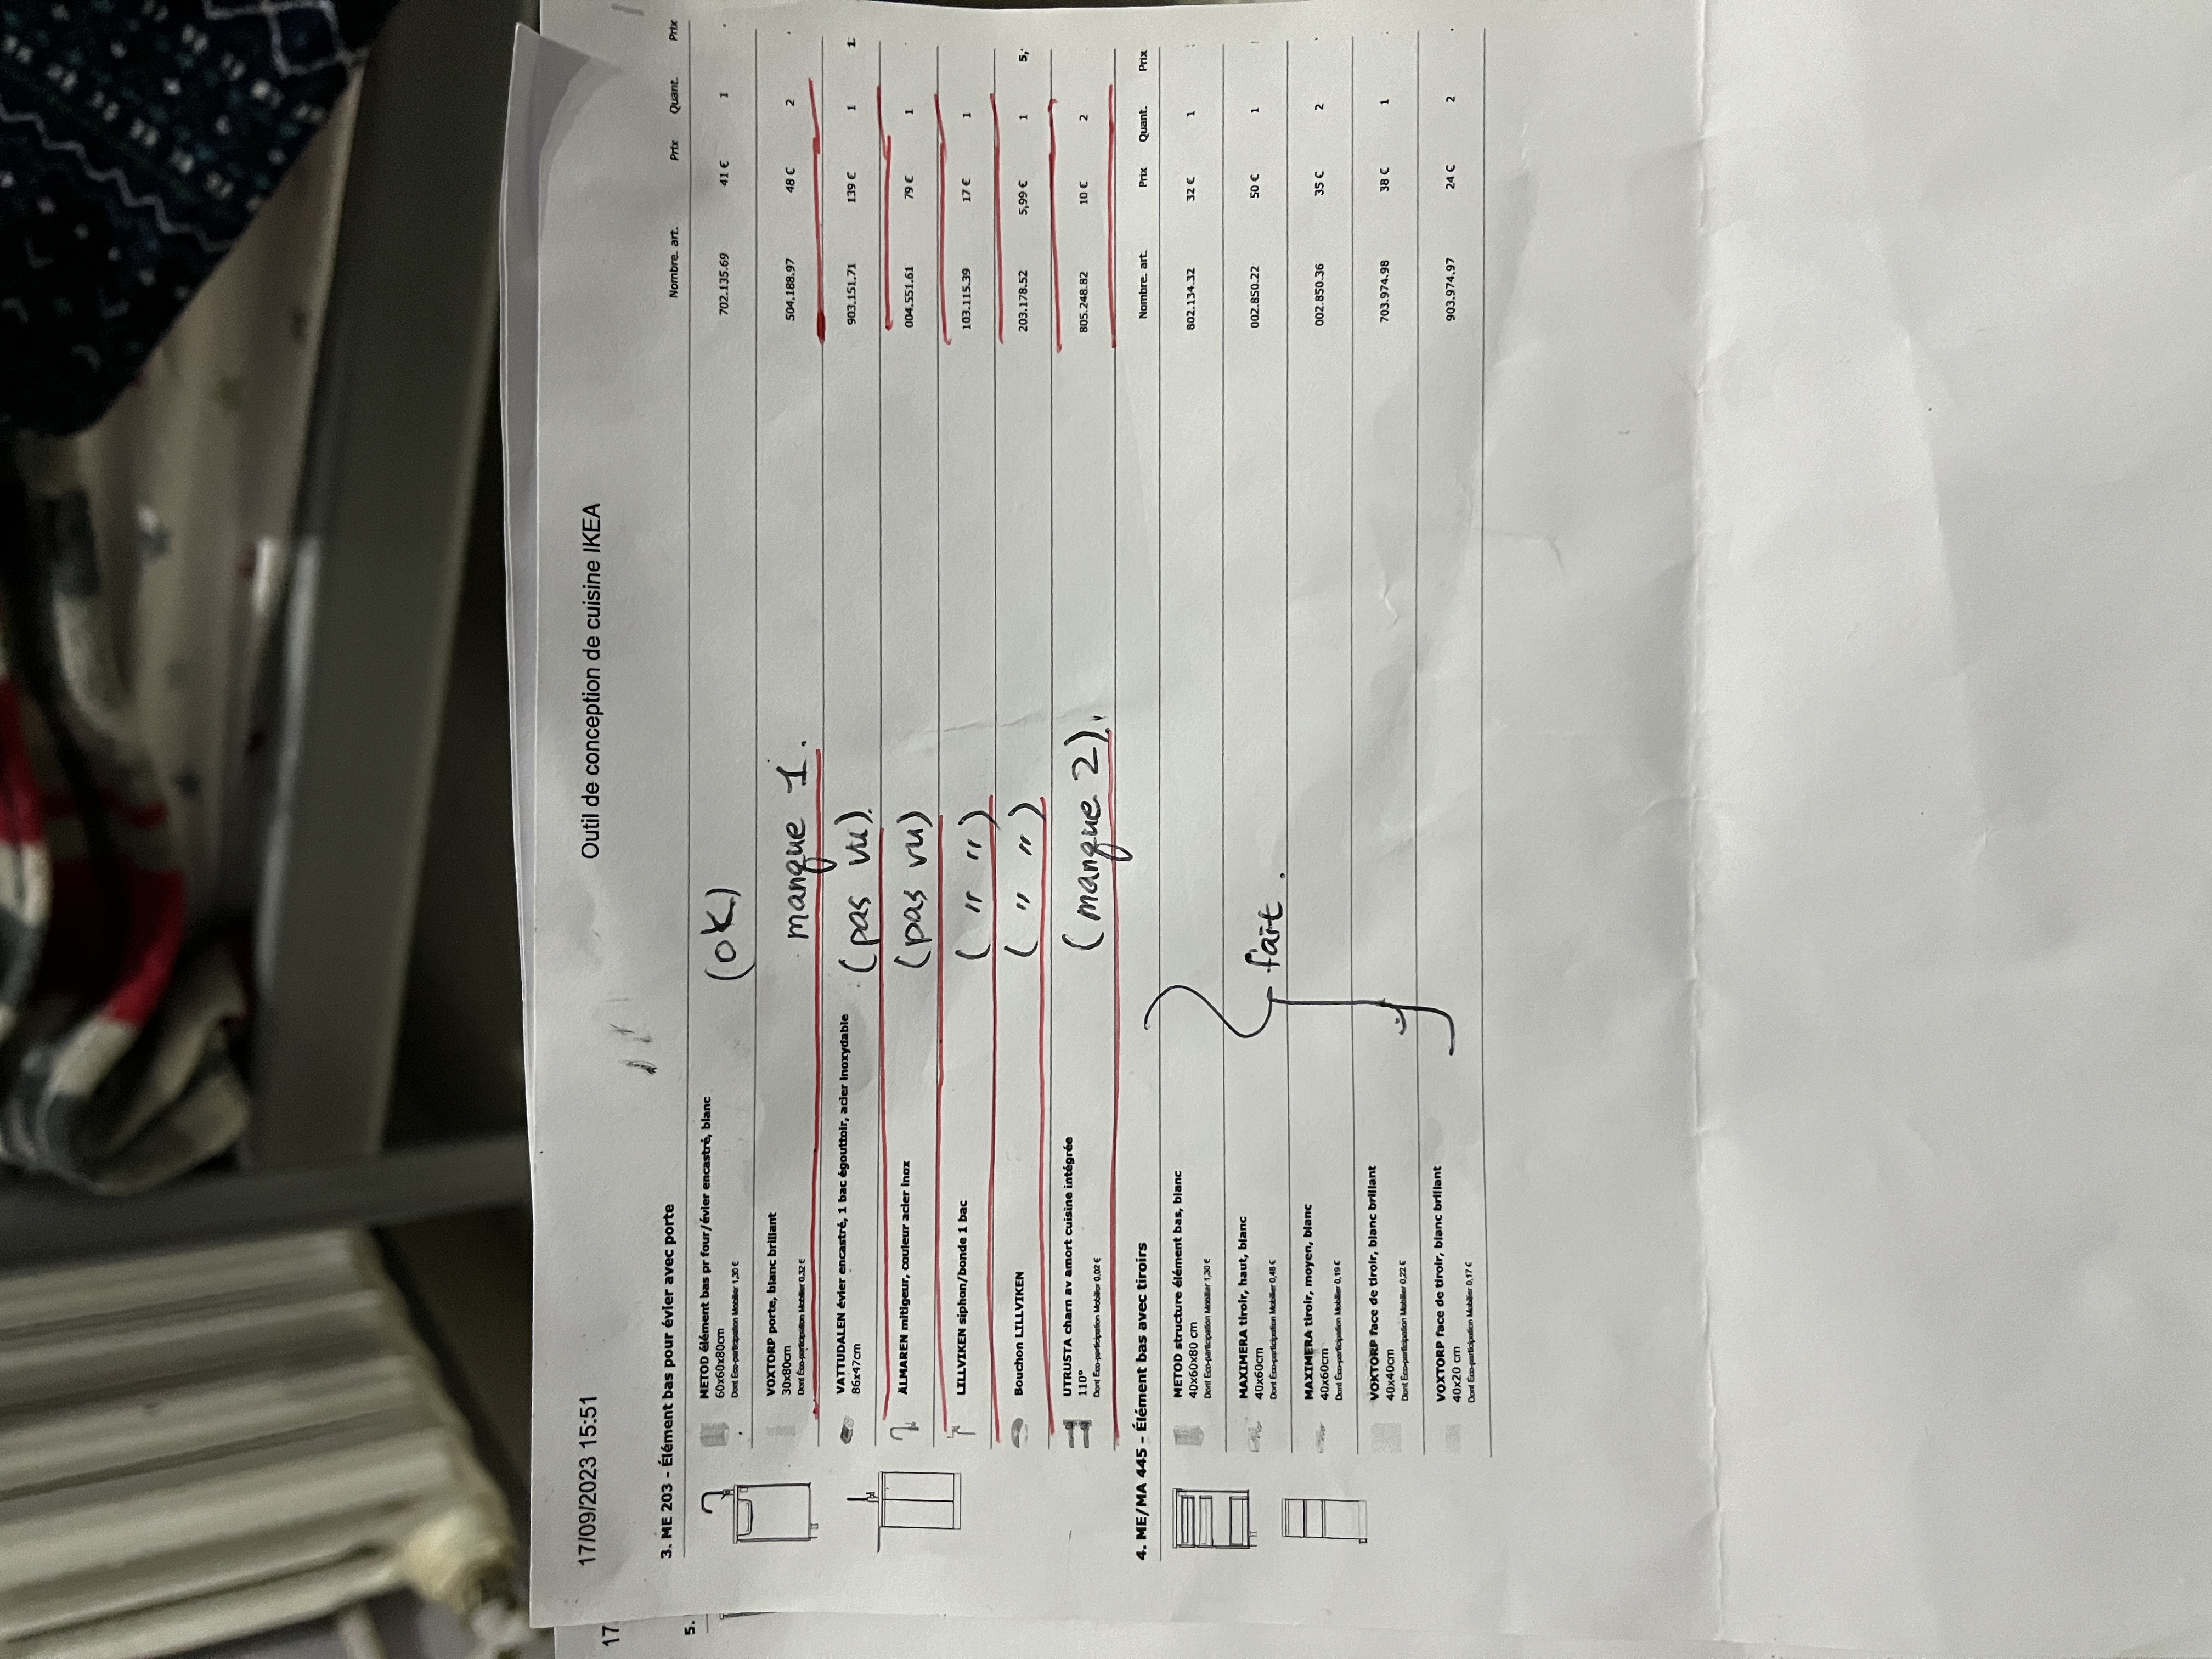 17/09/2023 15:51 Outil de conception de cuisine IKEA
17
5.
3. ME 203 - Élément bas pour évier avec porte Nombre. art. Prix Quant. Prix
METOD élément bas pr four/évier encastré, blanc
60x60x80cm (ok) 702.135.69 41 € 1
Dont Éco-participation Mobilier 1,30 €
VOXTORP porte, blanc brillant
30x80cm manque 1. 504.188.97 48 € 2
Dont Éco-participation Mobilier 0,32 €
VATTUDALEN évier encastré, 1 bac égouttoir, acier inoxydable (pas vu). 903.151.71 139 € 1 1
86x47cm
ÄLMAREN mitigeur, couleur acier inox (pas vu) 004.551.61 79 € 1
LILLVIKEN siphon/bonde 1 bac ( " " ) 103.115.39 17 € 1
Bouchon LILLVIKEN ( " " ) 203.178.52 5,99 € 1 5,
UTRUSTA charn av amort cuisine intégrée
110° (manque 2). 805.248.82 10 € 2
Dont Éco-participation Mobilier 0,02 €
4. ME/MA 445 - Élément bas avec tiroirs Nombre. art. Prix Quant. Prix
METOD structure élément bas, blanc
40x60x80 cm 802.134.32 32 € 1
Dont Éco-participation Mobilier 1,30 €
MAXIMERA tiroir, haut, blanc
40x60cm fait. 002.850.22 50 € 1
Dont Éco-participation Mobilier 0,48 €
MAXIMERA tiroir, moyen, blanc
40x60cm 002.850.36 35 € 2
Dont Éco-participation Mobilier 0,19 €
VOXTORP face de tiroir, blanc brillant
40x40cm 703.974.98 38 € 1
Dont Éco-participation Mobilier 0,22 €
VOXTORP face de tiroir, blanc brillant
40x20 cm 903.974.97 24 € 2
Dont Éco-participation Mobilier 0,17 €